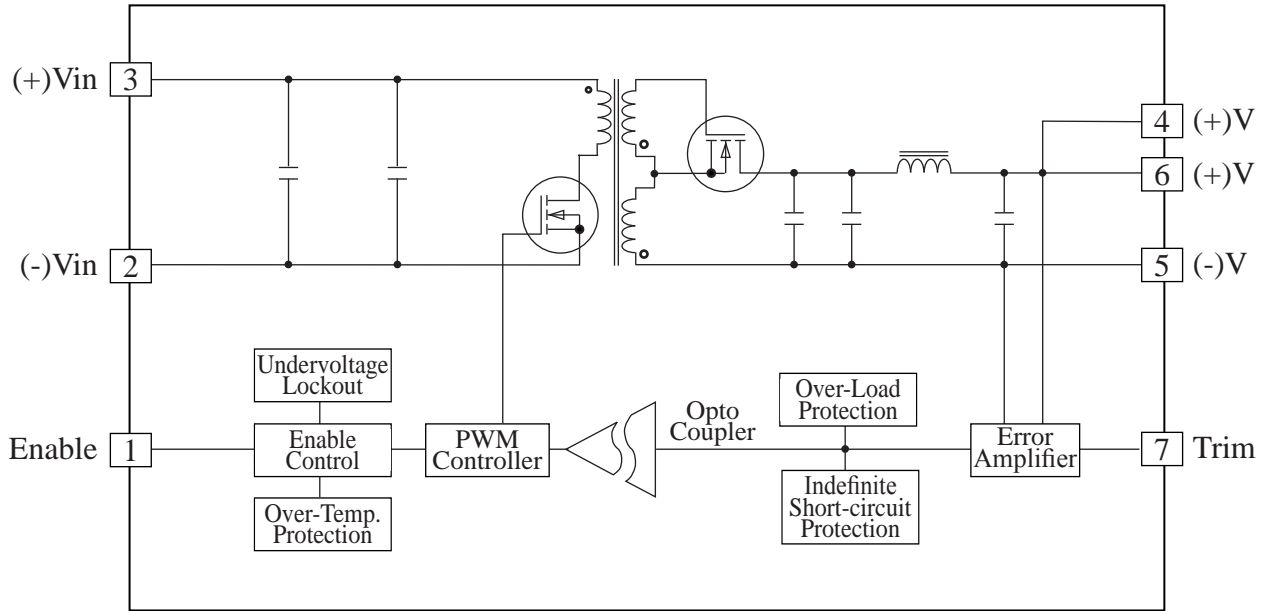 (+)Vin 3
4 (+)V
6 (+)V
(-)Vin 2
5 (-)V
Undervoltage
Lockout
Over-Load
Protection
Opto
Coupler
Enable 1
Enable
Control
PWM
Controller
Error
Amplifier
7 Trim
Over-Temp.
Protection
Indefinite
Short-circuit
Protection